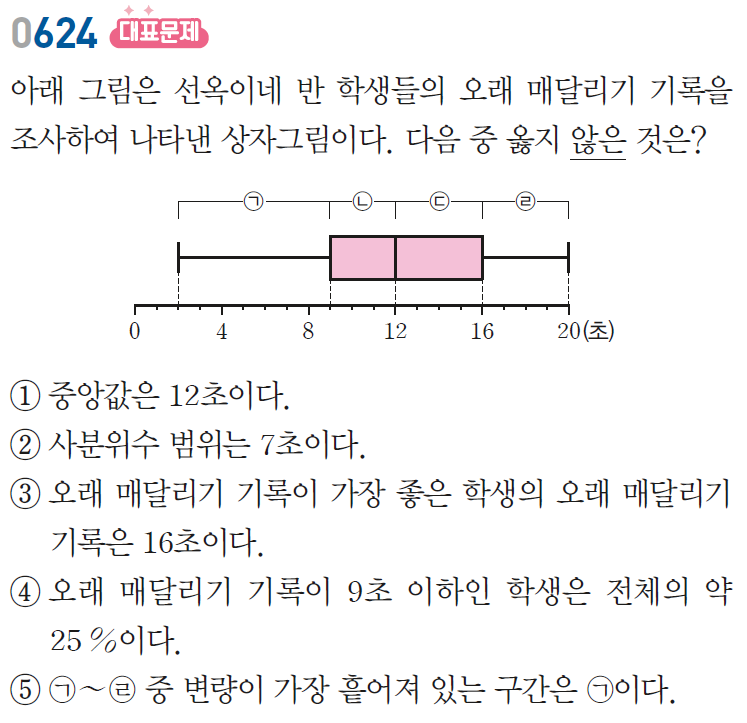 0624 대표문제
아래 그림은 선옥이네 반 학생들의 오래 매달리기 기록을
조사하여 나타낸 상자그림이다. 다음 중 옳지 않은 것은?
㉠ ㉡ ㉢ ㉣
0 4 8 12 16 20(초)
① 중앙값은 12초이다.
② 사분위수 범위는 7초이다.
③ 오래 매달리기 기록이 가장 좋은 학생의 오래 매달리기
기록은 16초이다.
④ 오래 매달리기 기록이 9초 이하인 학생은 전체의 약
25%이다.
⑤ ㉠~㉣ 중 변량이 가장 흩어져 있는 구간은 ㉠이다.